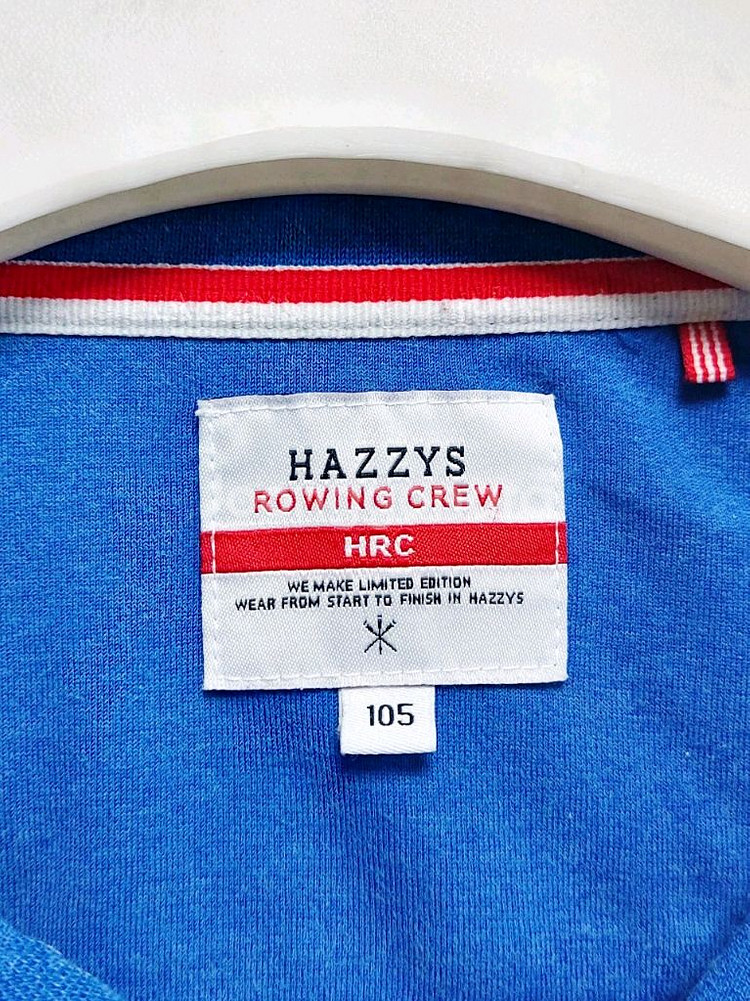 HAZZYS
ROWING CREW
HRC
WE MAKE LIMITED EDITION
WEAR FROM START TO FINISH IN HAZZYS
105